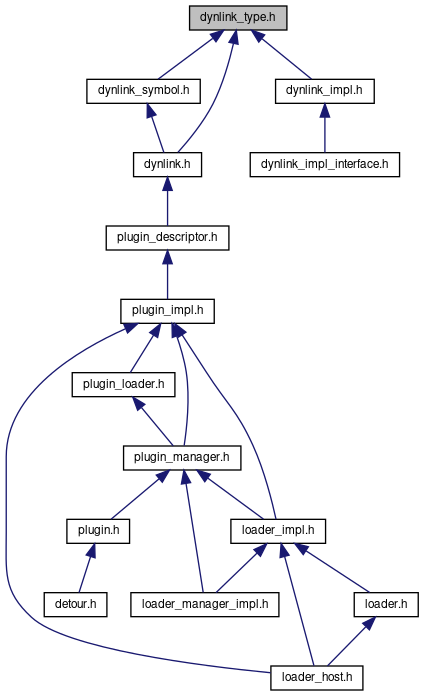 dynlink_type.h
dynlink_symbol.h
dynlink_impl.h
dynlink.h
dynlink_impl_interface.h
plugin_descriptor.h
plugin_impl.h
plugin_loader.h
plugin_manager.h
plugin.h
loader_impl.h
detour.h
loader_manager_impl.h
loader.h
loader_host.h